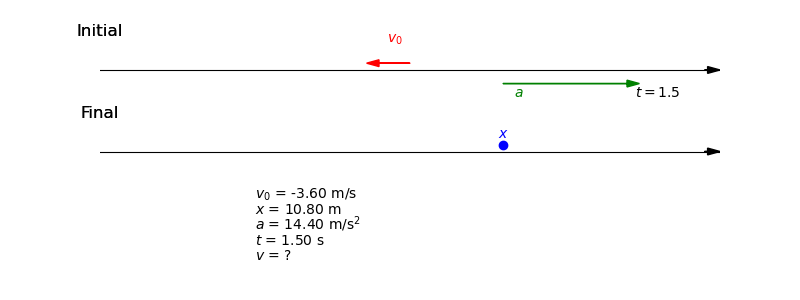 Initial
v₀
a
t = 1.5
Final
x
v₀ = -3.60 m/s
x = 10.80 m
a = 14.40 m/s²
t = 1.50 s
v = ?